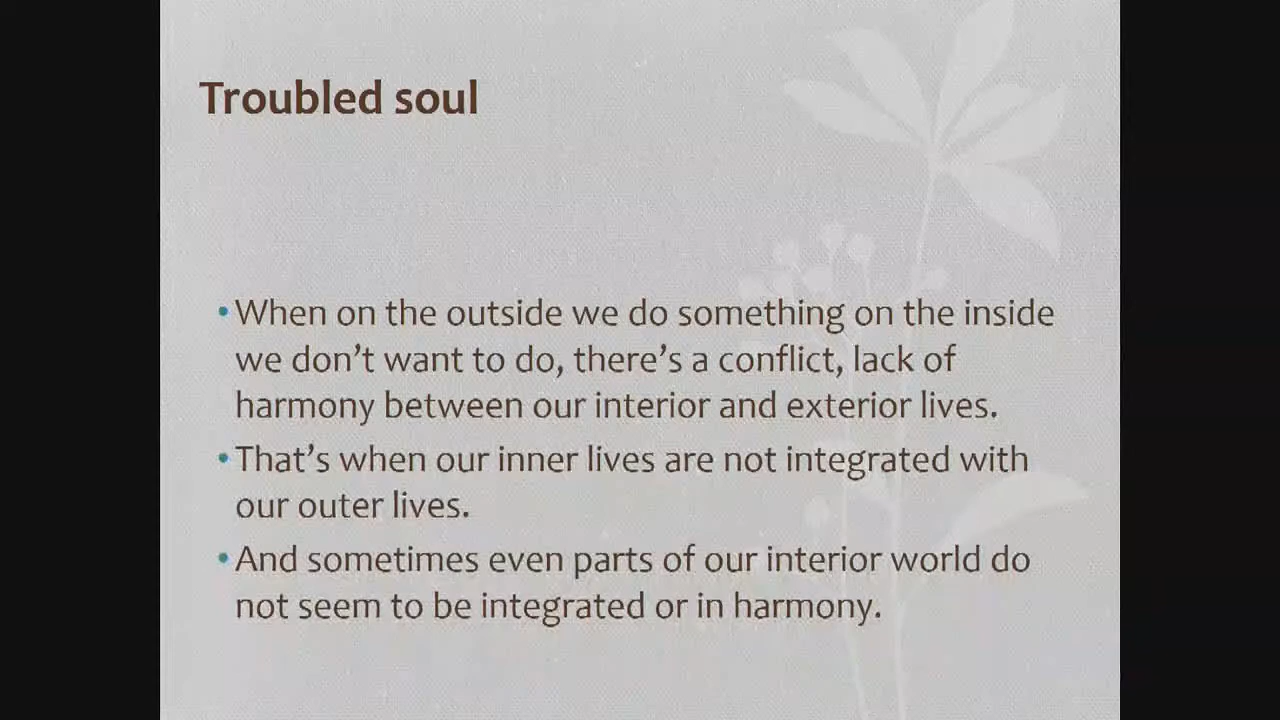 Troubled soul
•When on the outside we do something on the inside
we don’t want to do, there’s a conflict, lack of
harmony between our interior and exterior lives.
•That’s when our inner lives are not integrated with
our outer lives.
•And sometimes even parts of our interior world do
not seem to be integrated or in harmony.